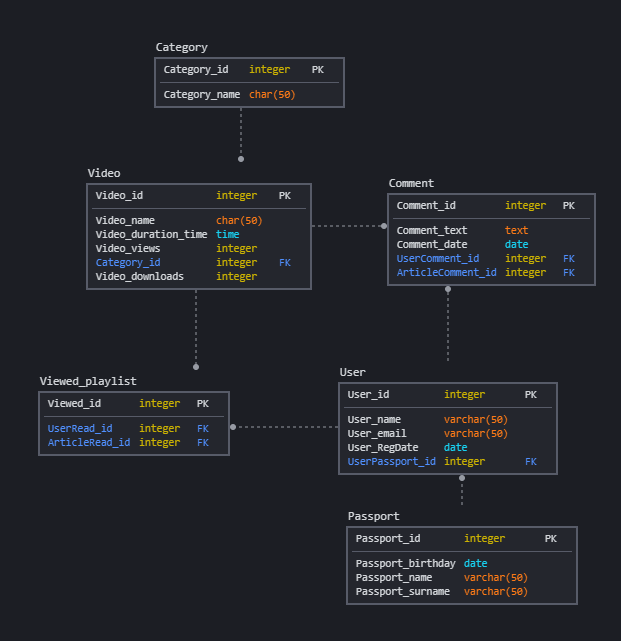 Category
Category_id integer PK
Category_name char(50)
Video
Video_id integer PK
Video_name char(50)
Video_duration_time time
Video_views integer
Category_id integer FK
Video_downloads integer
Comment
Comment_id integer PK
Comment_text text
Comment_date date
UserComment_id integer FK
ArticleComment_id integer FK
Viewed_playlist
Viewed_id integer PK
UserRead_id integer FK
ArticleRead_id integer FK
User
User_id integer PK
User_name varchar(50)
User_email varchar(50)
User_RegDate date
UserPassport_id integer FK
Passport
Passport_id integer PK
Passport_birthday date
Passport_name varchar(50)
Passport_surname varchar(50)